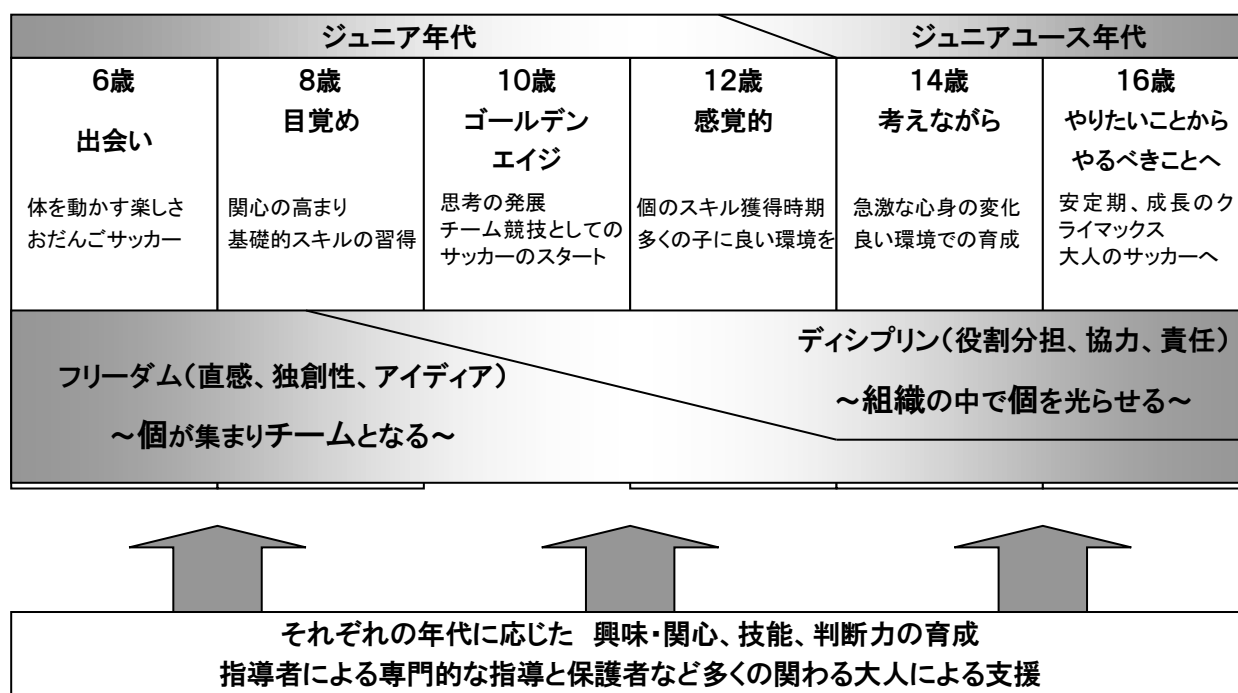 ジュニア年代
ジュニアユース年代
6歳
出会い
体を動かす楽しさ
おだんごサッカー
8歳
目覚め
関心の高まり
基礎的スキルの習得
10歳
ゴールデン
エイジ
思考の発展
チーム競技としての
サッカーのスタート
12歳
感覚的
個のスキル獲得時期
多くの子に良い環境を
14歳
考えながら
急激な心身の変化
良い環境での育成
16歳
やりたいことから
やるべきことへ
安定期、成長のク
ライマックス
大人のサッカーへ
フリーダム（直感、独創性、アイディア）
～個が集まりチームとなる～
ディシプリン（役割分担、協力、責任）
～組織の中で個を光らせる～
それぞれの年代に応じた　興味・関心、技能、判断力の育成
指導者による専門的な指導と保護者など多くの関わる大人による支援